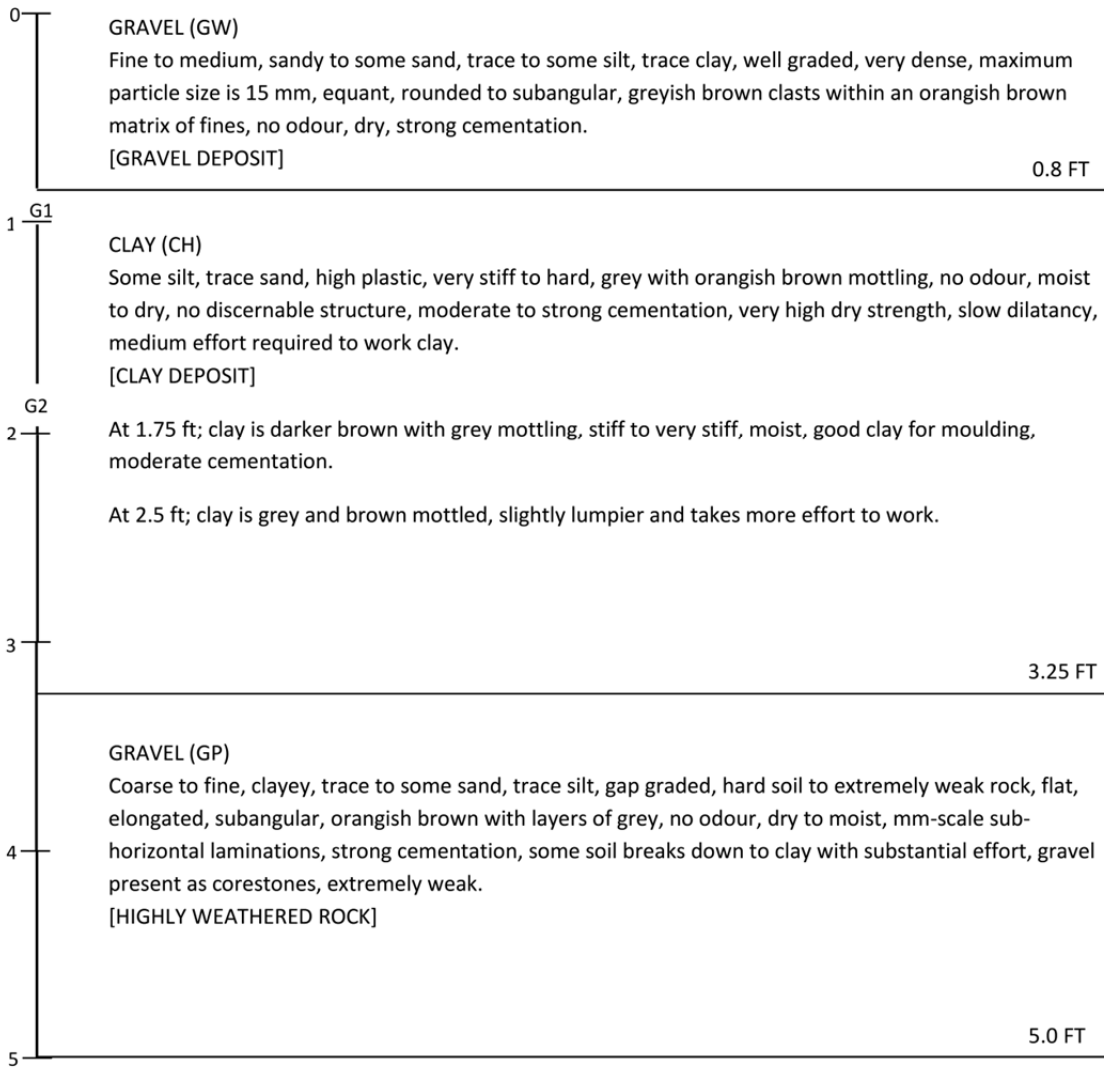 0
GRAVEL (GW)
Fine to medium, sandy to some sand, trace to some silt, trace clay, well graded, very dense, maximum
particle size is 15 mm, equant, rounded to subangular, greyish brown clasts within an orangish brown
matrix of fines, no odour, dry, strong cementation.
[GRAVEL DEPOSIT]
0.8 FT
G1
1
CLAY (CH)
Some silt, trace sand, high plastic, very stiff to hard, grey with orangish brown mottling, no odour, moist
to dry, no discernable structure, moderate to strong cementation, very high dry strength, slow dilatancy,
medium effort required to work clay.
[CLAY DEPOSIT]
G2
2
At 1.75 ft; clay is darker brown with grey mottling, stiff to very stiff, moist, good clay for moulding,
moderate cementation.
At 2.5 ft; clay is grey and brown mottled, slightly lumpier and takes more effort to work.
3
3.25 FT
GRAVEL (GP)
Coarse to fine, clayey, trace to some sand, trace silt, gap graded, hard soil to extremely weak rock, flat,
elongated, subangular, orangish brown with layers of grey, no odour, dry to moist, mm-scale sub-
4
horizontal laminations, strong cementation, some soil breaks down to clay with substantial effort, gravel
present as corestones, extremely weak.
[HIGHLY WEATHERED ROCK]
5.0 FT
5